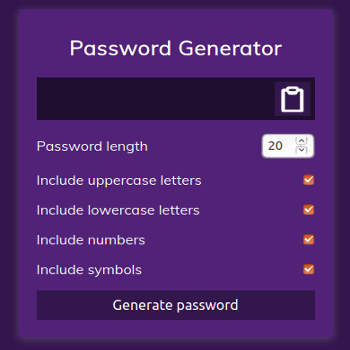 Password Generator
Password length 20
Include uppercase letters
Include lowercase letters
Include numbers
Include symbols
Generate password